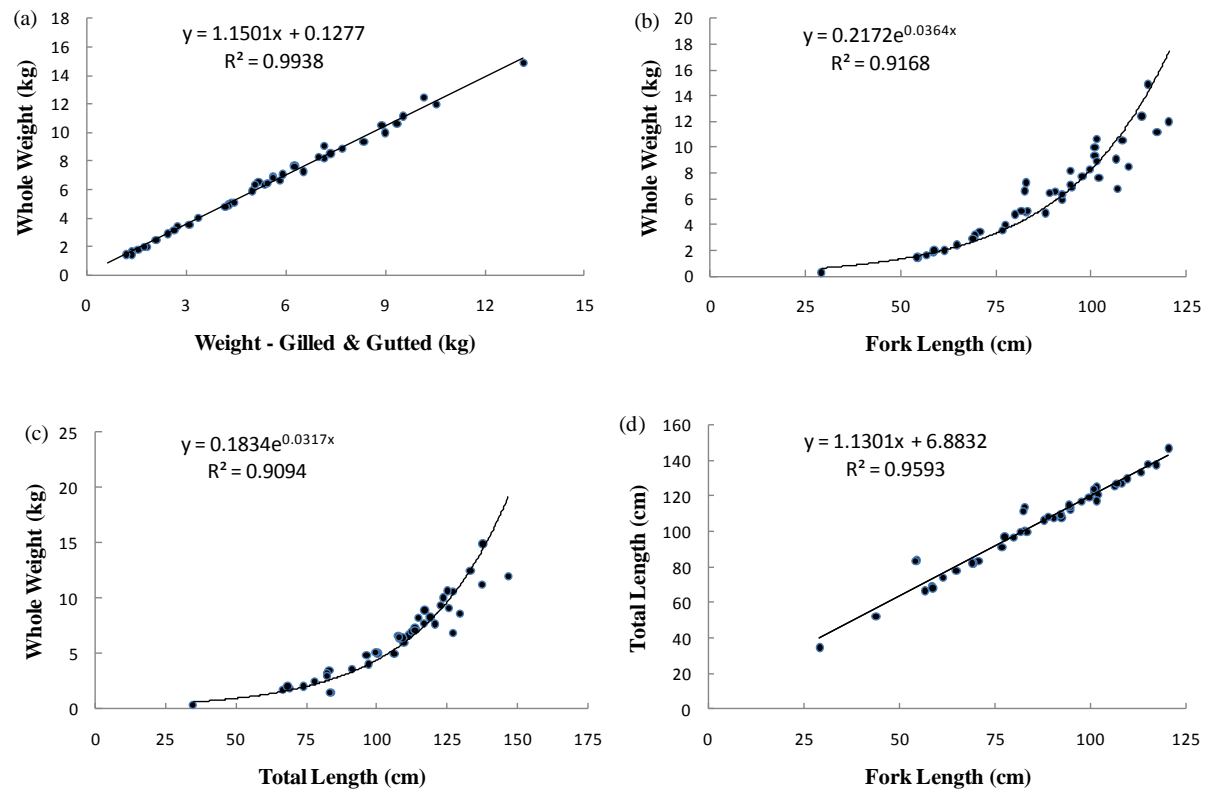 (a)
y = 1.1501x + 0.1277
R² = 0.9938
Whole Weight (kg)
18
16
14
12
10
8
6
4
2
0
0 3 6 9 12 15
Weight - Gilled & Gutted (kg)
(b)
y = 0.2172e^0.0364x
R² = 0.9168
Whole Weight (kg)
20
18
16
14
12
10
8
6
4
2
0
0 25 50 75 100 125
Fork Length (cm)
(c)
y = 0.1834e^0.0317x
R² = 0.9094
Whole Weight (kg)
25
20
15
10
5
0
0 25 50 75 100 125 150 175
Total Length (cm)
(d)
y = 1.1301x + 6.8832
R² = 0.9593
Total Length (cm)
160
140
120
100
80
60
40
20
0
0 25 50 75 100 125
Fork Length (cm)